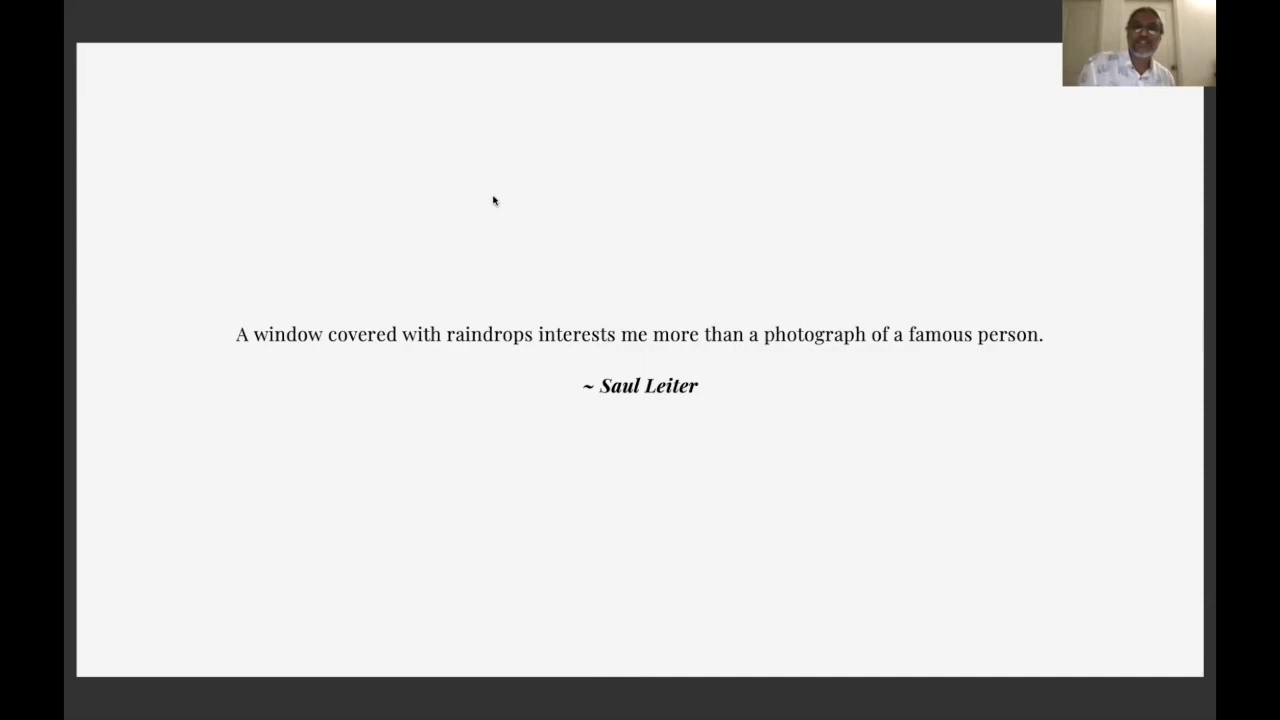 A window covered with raindrops interests me more than a photograph of a famous person.
~ Saul Leiter